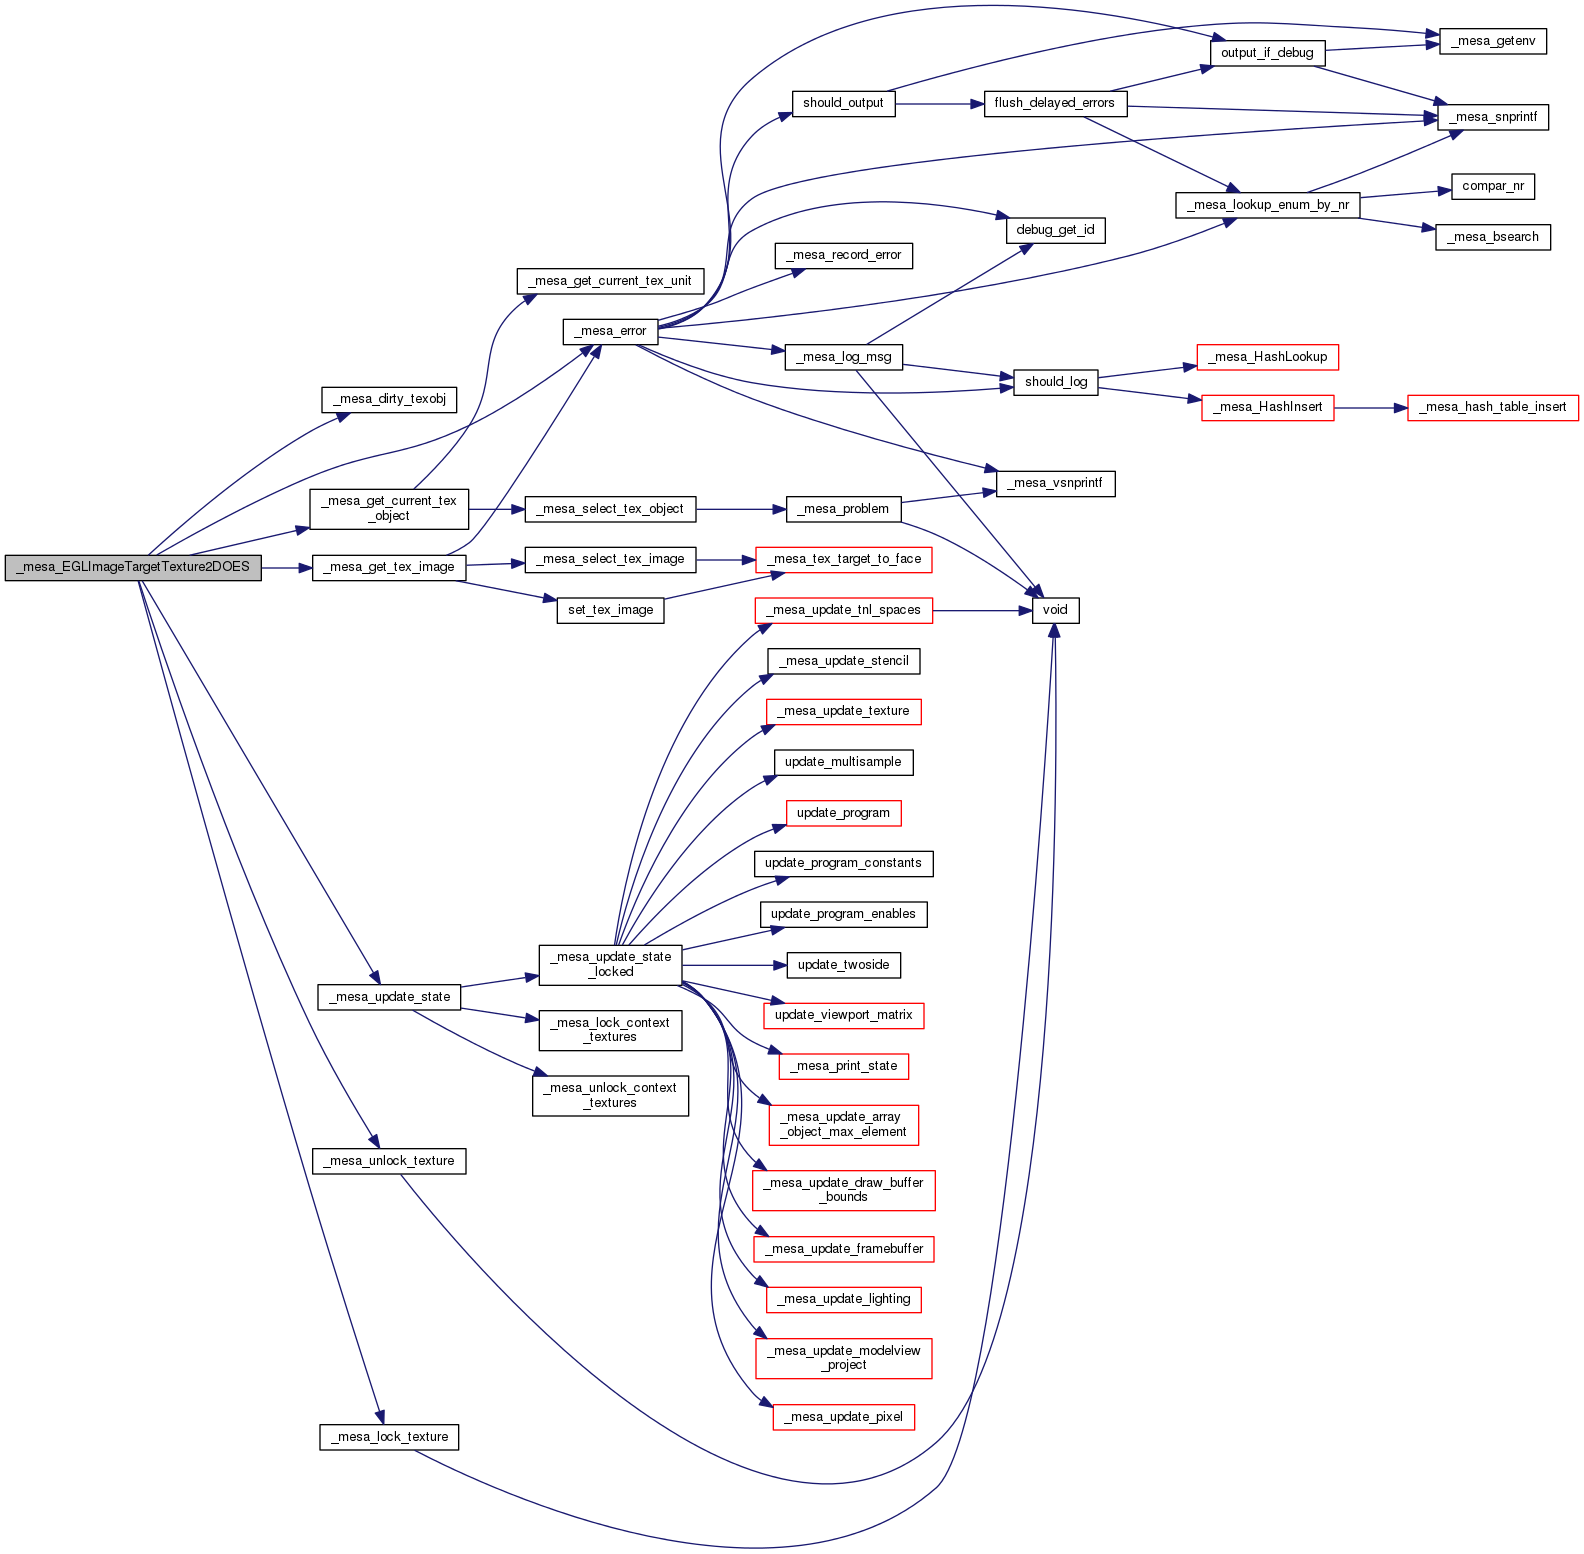 _mesa_EGLImageTargetTexture2DOES
_mesa_dirty_texobj
_mesa_get_current_tex
_object
_mesa_get_tex_image
_mesa_update_state
_mesa_unlock_texture
_mesa_lock_texture
_mesa_get_current_tex_unit
_mesa_error
_mesa_select_tex_object
_mesa_select_tex_image
set_tex_image
_mesa_update_state
_locked
_mesa_lock_context
_textures
_mesa_unlock_context
_textures
should_output
_mesa_record_error
_mesa_log_msg
_mesa_problem
_mesa_tex_target_to_face
_mesa_update_tnl_spaces
_mesa_update_stencil
_mesa_update_texture
update_multisample
update_program
update_program_constants
update_program_enables
update_twoside
update_viewport_matrix
_mesa_print_state
_mesa_update_array
_object_max_element
_mesa_update_draw_buffer
_bounds
_mesa_update_framebuffer
_mesa_update_lighting
_mesa_update_modelview
_project
_mesa_update_pixel
flush_delayed_errors
debug_get_id
should_log
_mesa_vsnprintf
void
output_if_debug
_mesa_lookup_enum_by_nr
_mesa_HashLookup
_mesa_HashInsert
_mesa_getenv
_mesa_snprintf
compar_nr
_mesa_bsearch
_mesa_hash_table_insert